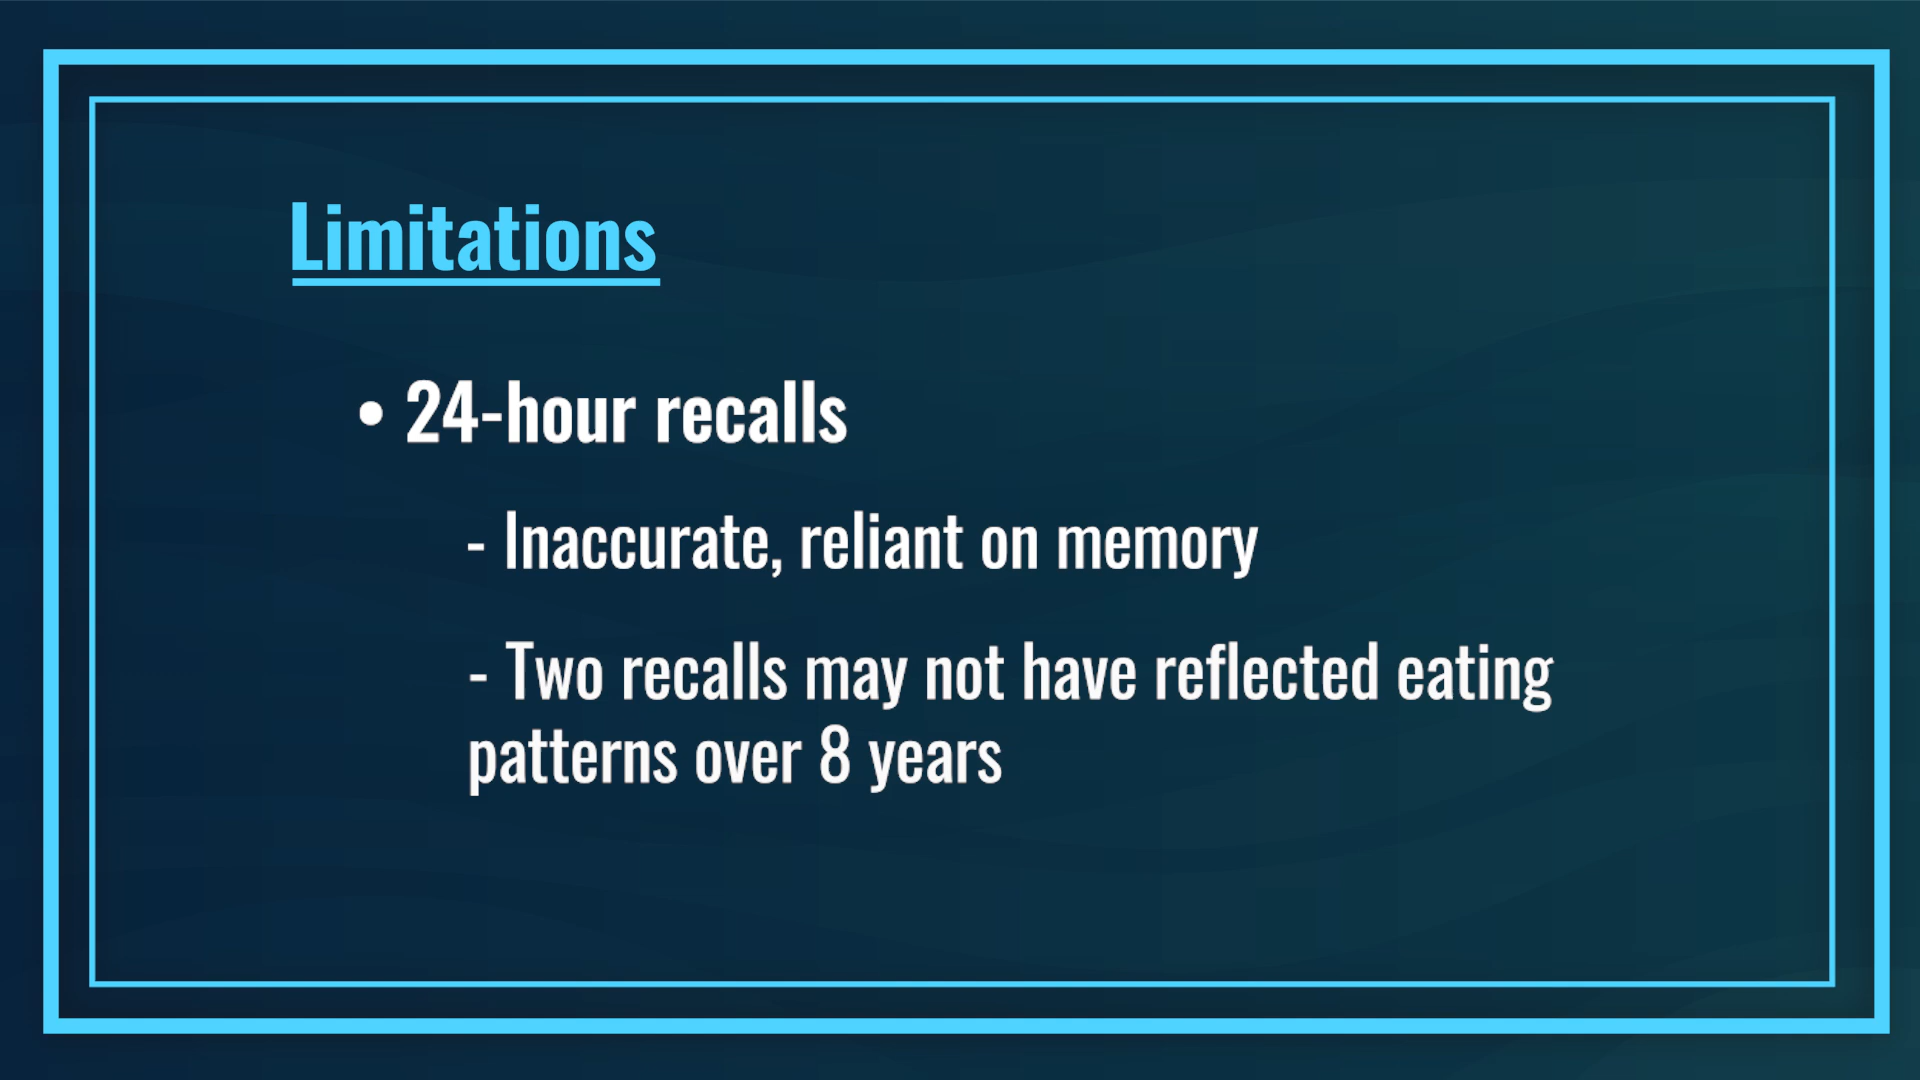 Limitations
• 24-hour recalls
- Inaccurate, reliant on memory
- Two recalls may not have reflected eating
patterns over 8 years